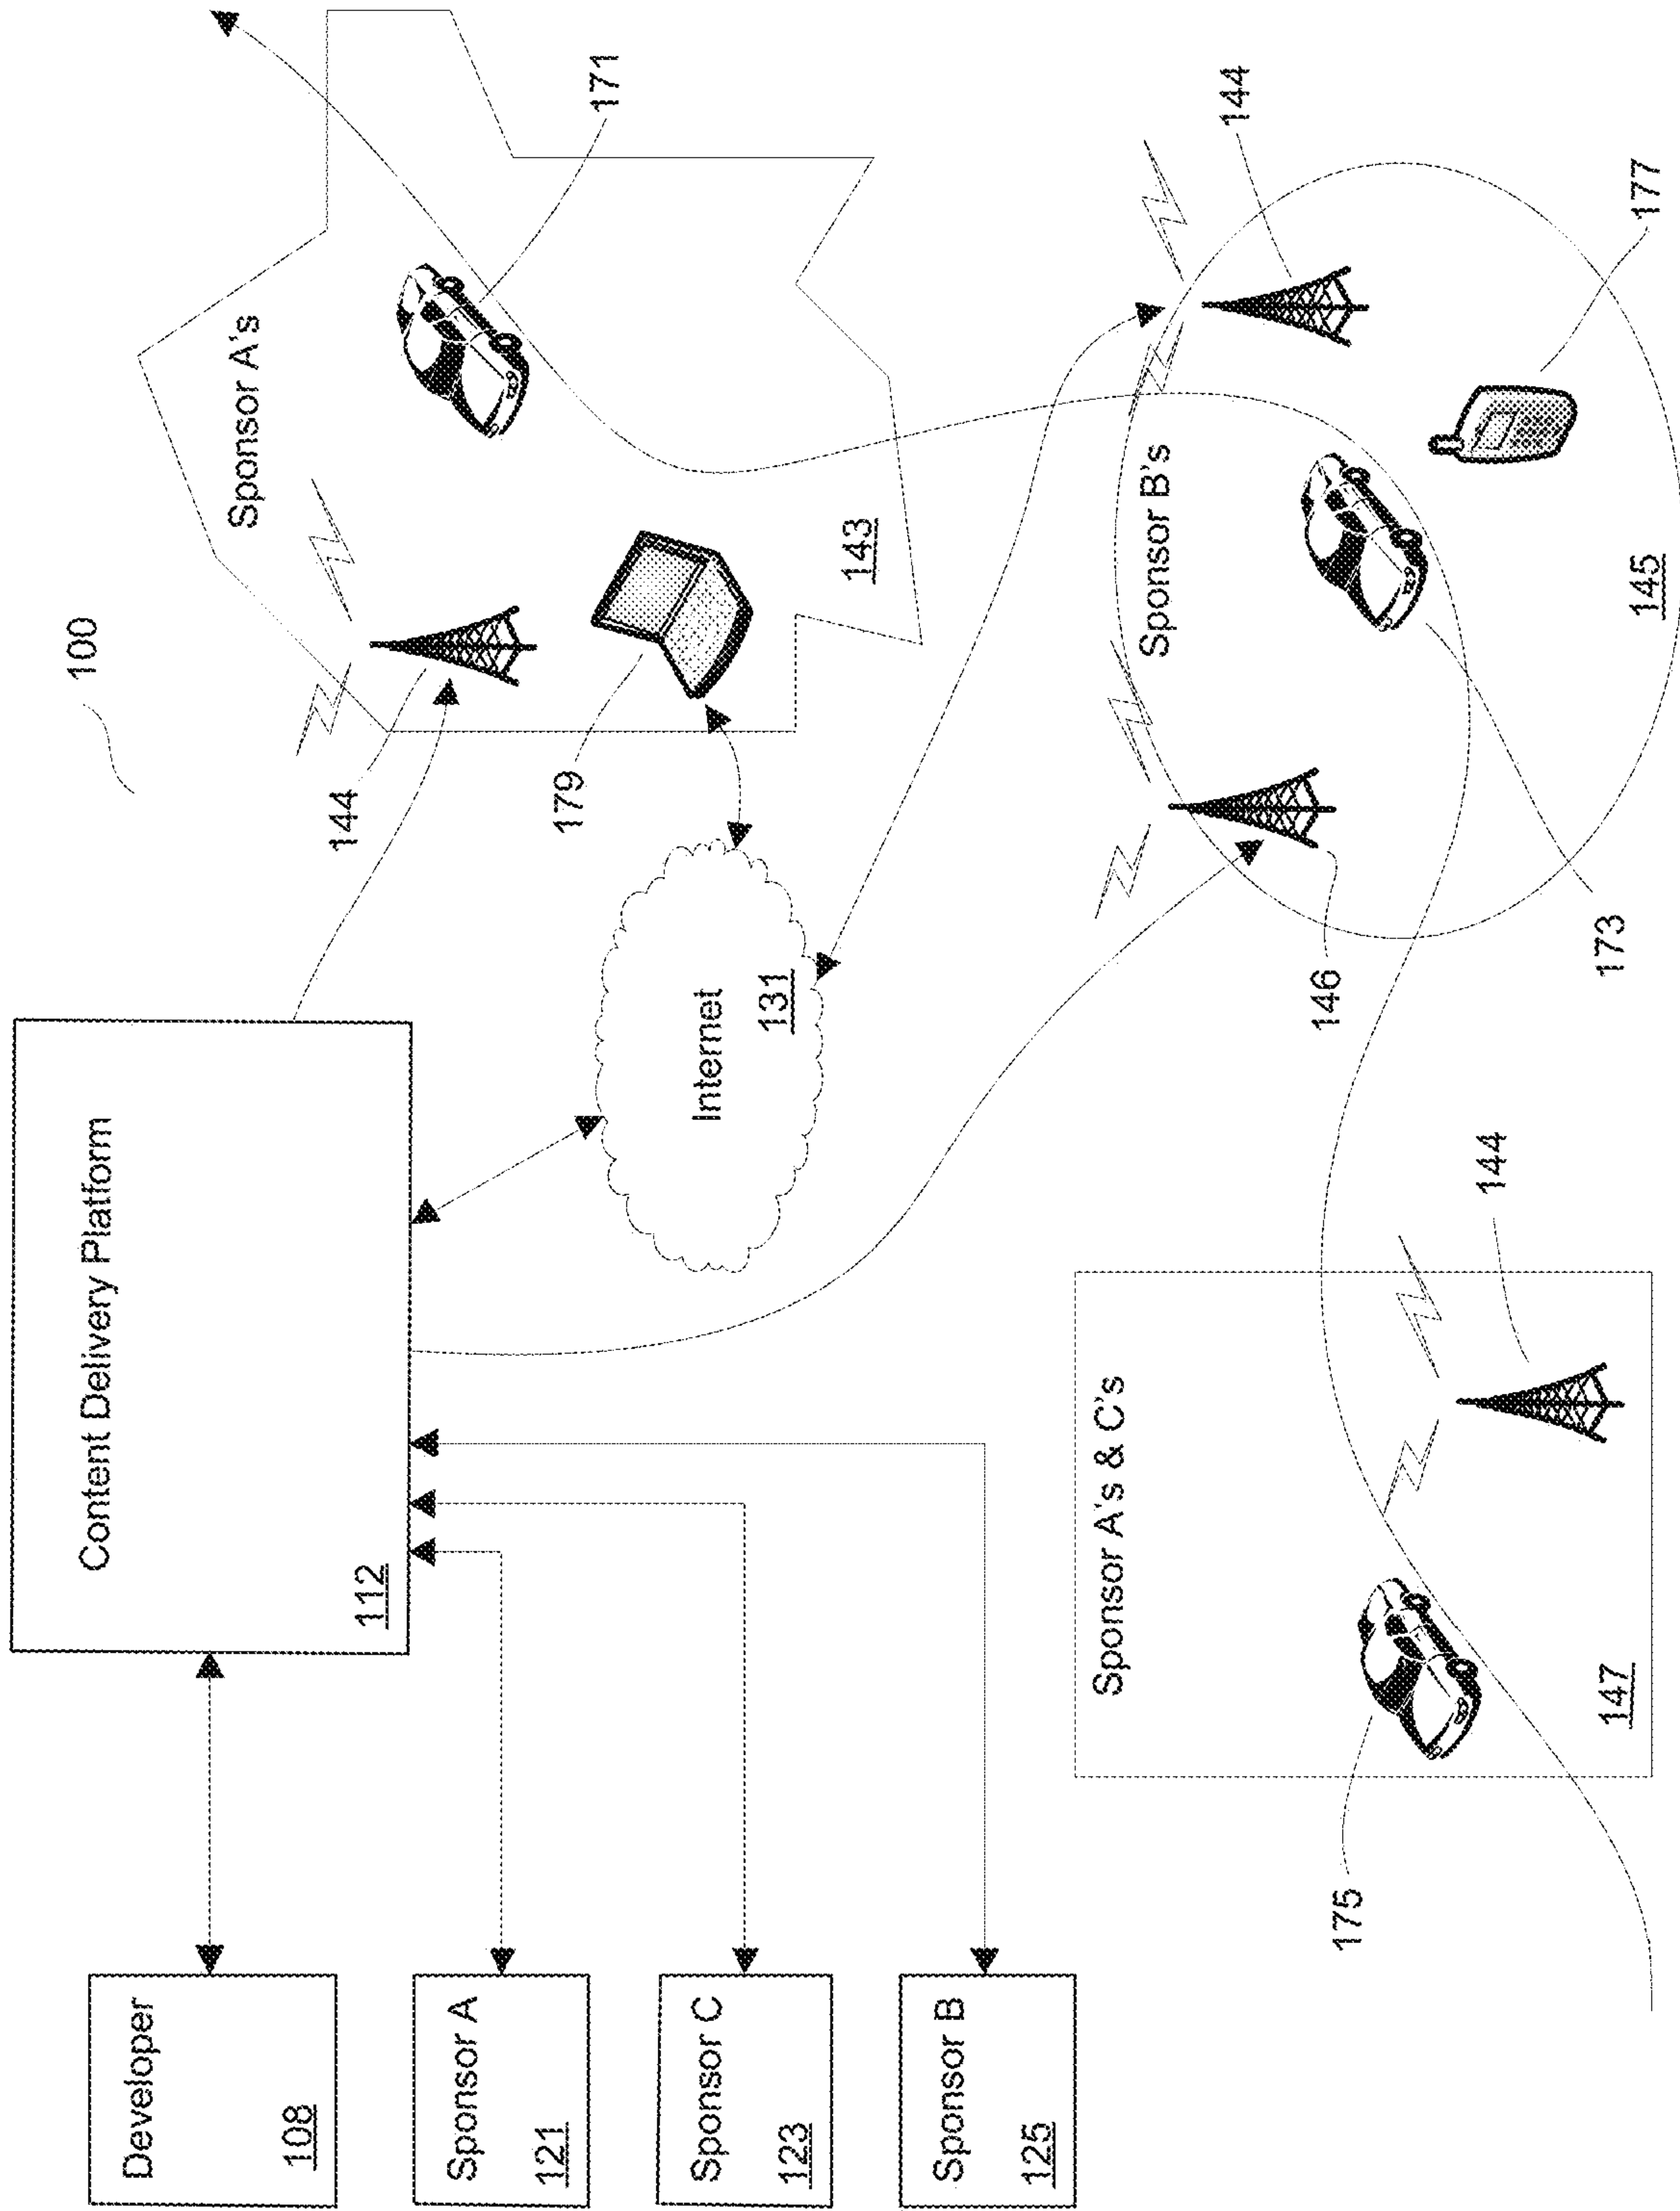 100
Developer
108
Content Delivery Platform
112
Sponsor A
121
Sponsor C
123
Sponsor B
125
Internet
131
144
179
Sponsor A's
143
171
Sponsor A's & C's
147
175
144
Sponsor B's
145
146
173
144
177